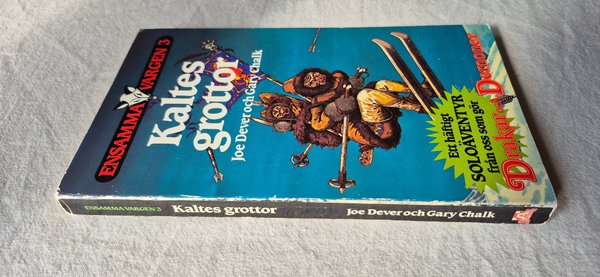 ENSAMMA VARGEN 3
Kaltes
grottor
Joe Dever och Gary Chalk
Ett häftigt
SOLOÄVENTYR
från oss som gör
Drakar och Demoner
ENSAMMA VARGEN 3 Kaltes grottor Joe Dever och Gary Chalk